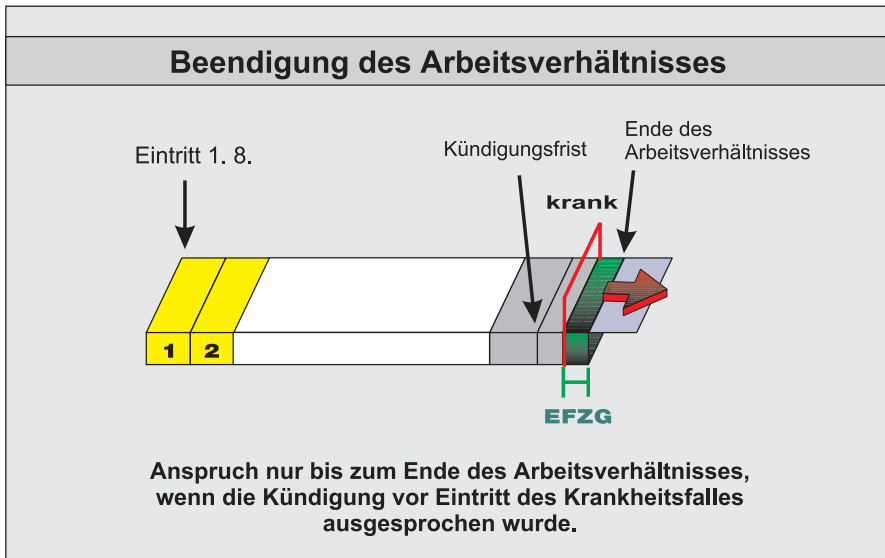 Beendigung des Arbeitsverhältnisses
Eintritt 1. 8.
Kündigungsfrist
Ende des
Arbeitsverhältnisses
krank
1 2
EFZG
Anspruch nur bis zum Ende des Arbeitsverhältnisses,
wenn die Kündigung vor Eintritt des Krankheitsfalles
ausgesprochen wurde.